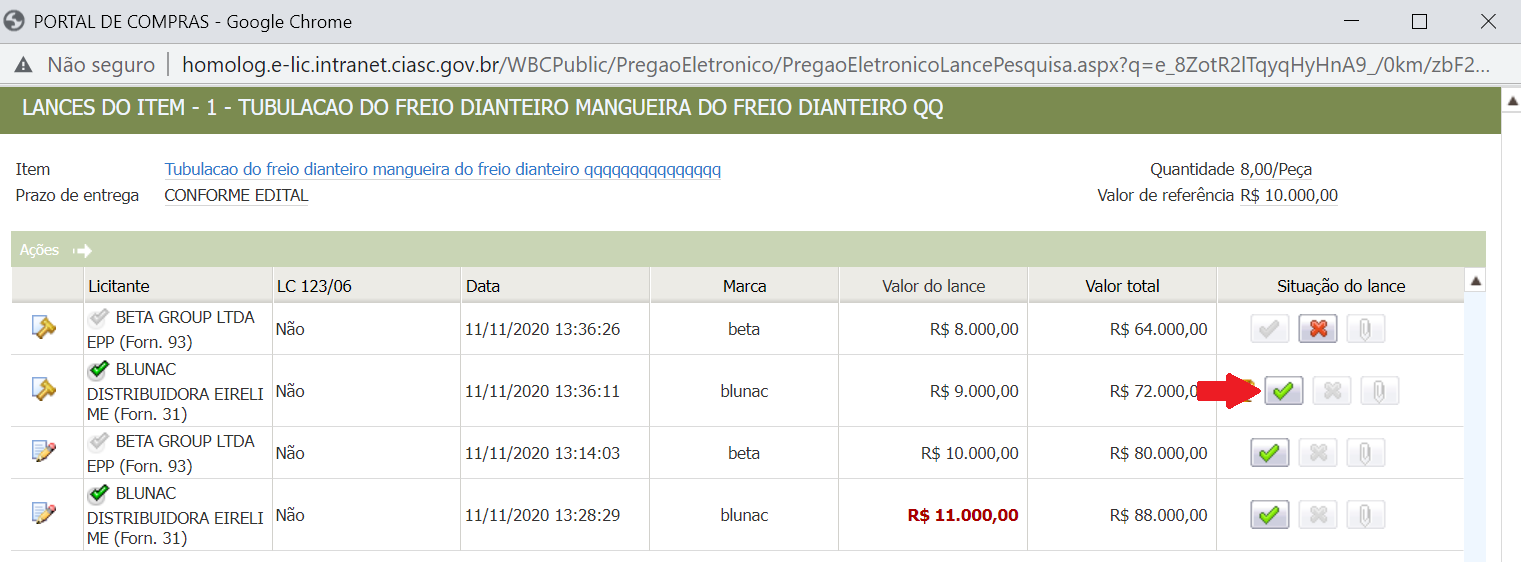 PORTAL DE COMPRAS - Google Chrome
Não seguro | homolog.e-lic.intranet.ciasc.gov.br/WBCPublic/PregaoEletronico/PregaoEletronicoLancePesquisa.aspx?q=e_8ZotR2lTqyqHyHnA9_/0km/zbF2...
LANCES DO ITEM - 1 - TUBULACAO DO FREIO DIANTEIRO MANGUEIRA DO FREIO DIANTEIRO QQ
Item Tubulacao do freio dianteiro mangueira do freio dianteiro qqqqqqqqqqqqqqq Quantidade 8,00/Peça
Prazo de entrega CONFORME EDITAL Valor de referência R$ 10.000,00
Ações
Licitante LC 123/06 Data Marca Valor do lance Valor total Situação do lance
BETA GROUP LTDA
EPP (Forn. 93) Não 11/11/2020 13:36:26 beta R$ 8.000,00 R$ 64.000,00
BLUNAC
DISTRIBUIDORA EIRELI Não 11/11/2020 13:36:11 blunac R$ 9.000,00 R$ 72.000,0
ME (Forn. 31)
BETA GROUP LTDA
EPP (Forn. 93) Não 11/11/2020 13:14:03 beta R$ 10.000,00 R$ 80.000,00
BLUNAC
DISTRIBUIDORA EIRELI Não 11/11/2020 13:28:29 blunac R$ 11.000,00 R$ 88.000,00
ME (Forn. 31)